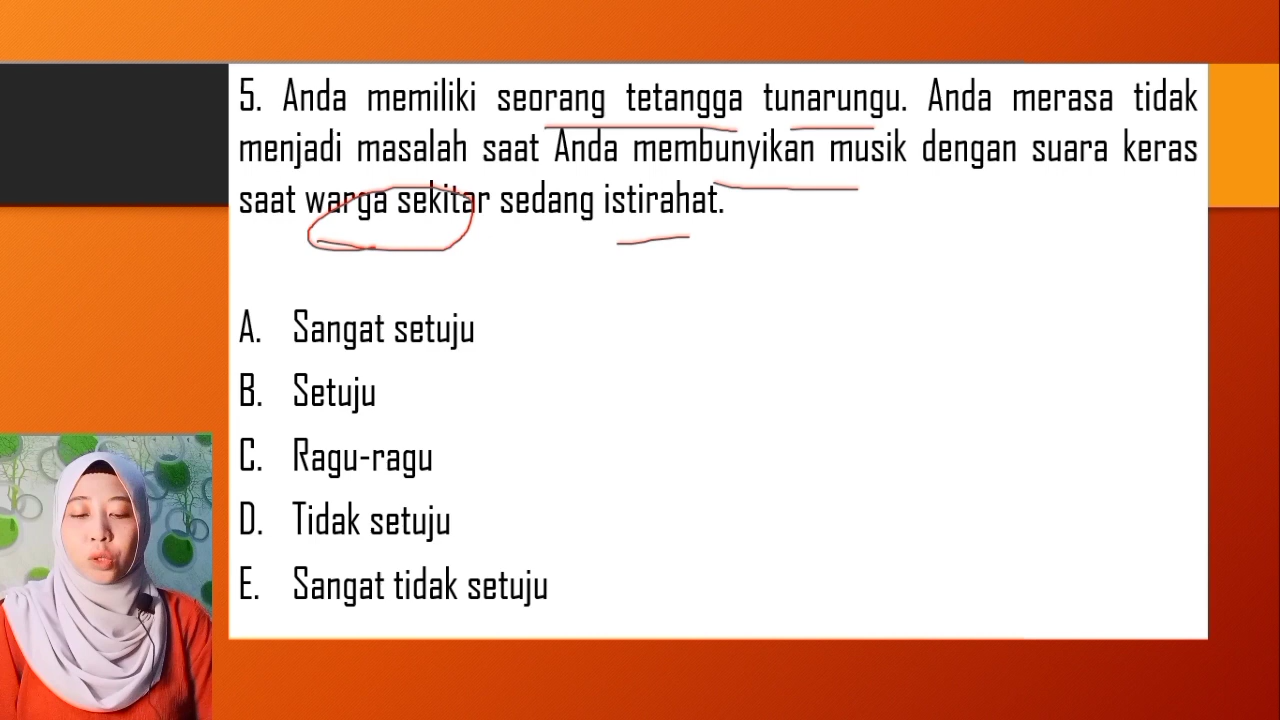 5. Anda memiliki seorang tetangga tunarungu. Anda merasa tidak
menjadi masalah saat Anda membunyikan musik dengan suara keras
saat warga sekitar sedang istirahat.
A. Sangat setuju
B. Setuju
C. Ragu-ragu
D. Tidak setuju
E. Sangat tidak setuju